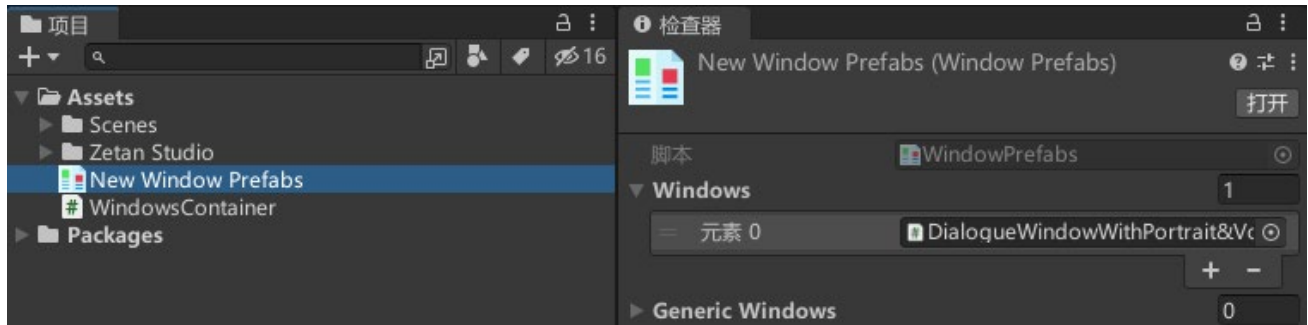 项目
16
Assets
Scenes
Zetan Studio
New Window Prefabs
WindowsContainer
Packages
检查器
New Window Prefabs (Window Prefabs)
打开
脚本 WindowPrefabs
Windows 1
元素 0 DialogueWindowWithPortrait&Vc
Generic Windows 0